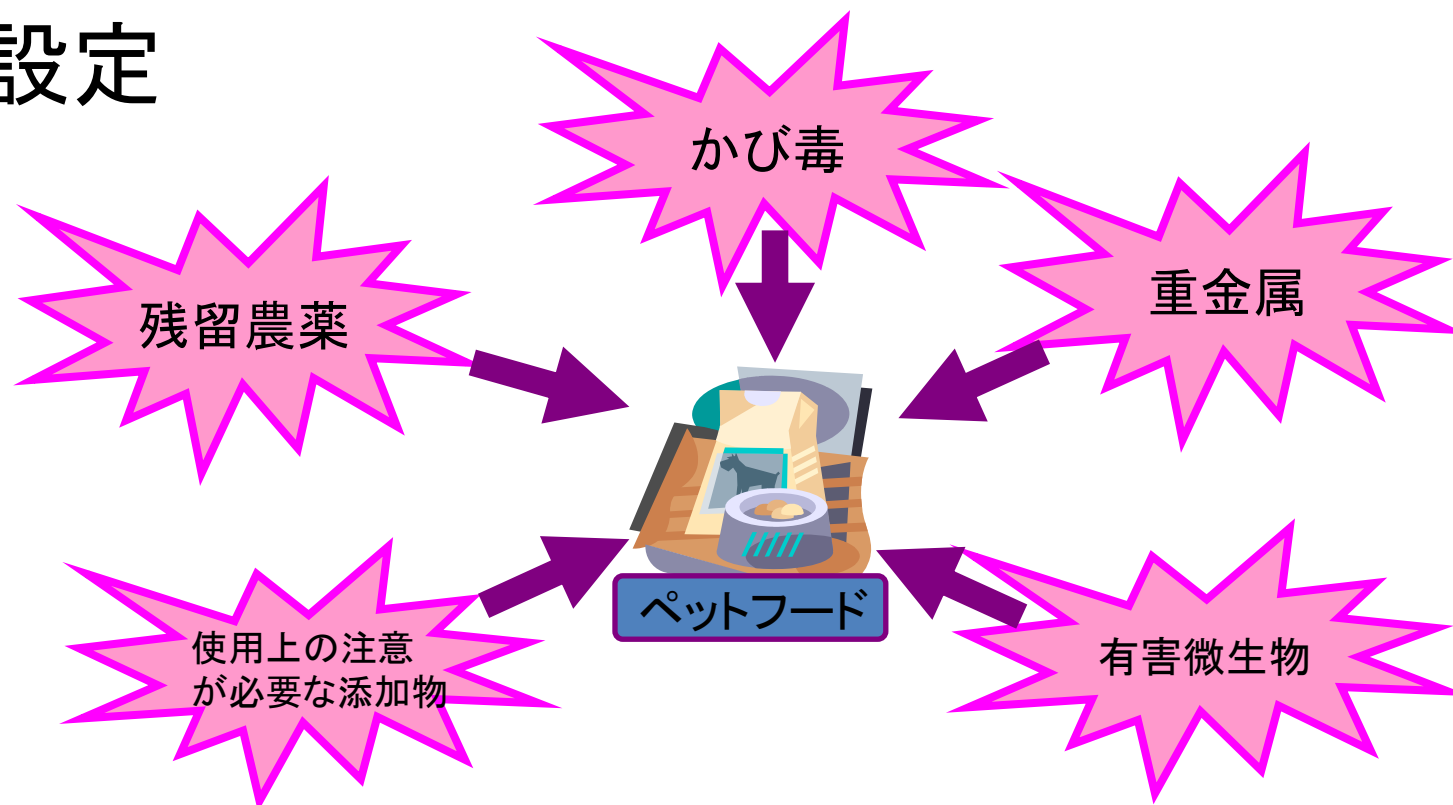 設定
かび毒
重金属
残留農薬
ペットフード
使用上の注意
が必要な添加物
有害微生物